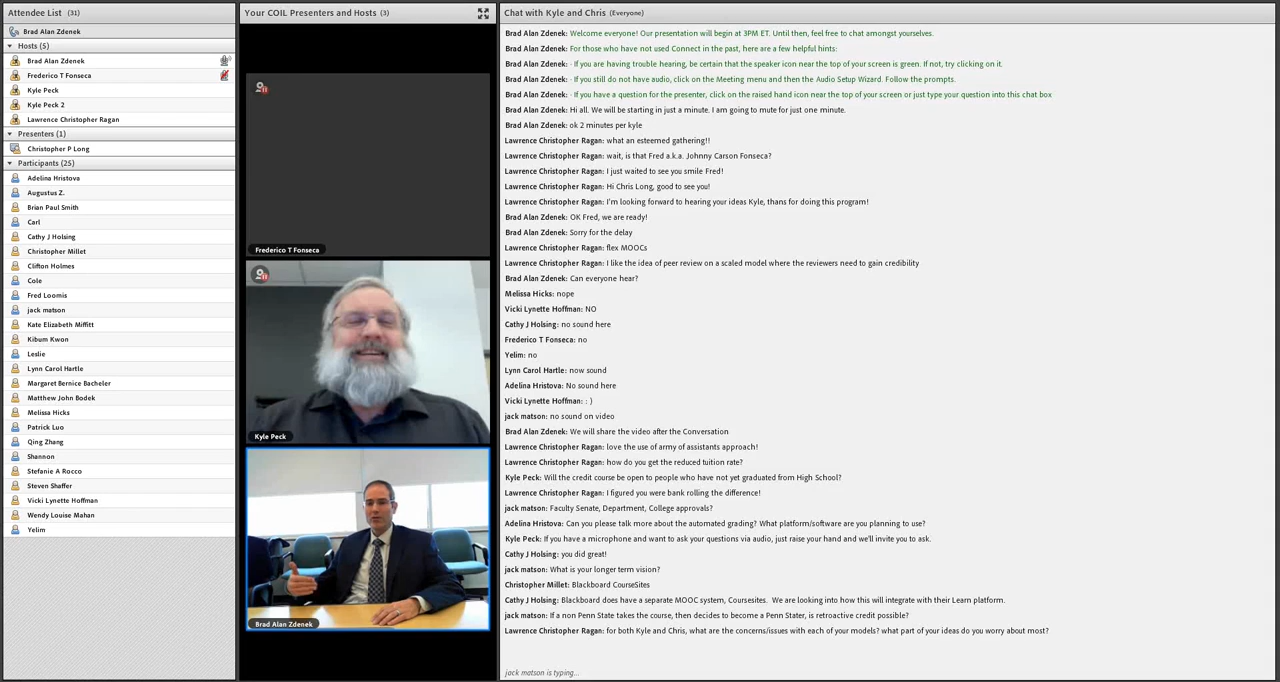 Attendee List (31)
Brad Alan Zdenek
Hosts (5)
Brad Alan Zdenek
Frederico T Fonseca
Kyle Peck
Kyle Peck 2
Lawrence Christopher Ragan
Presenters (1)
Christopher P Long
Participants (25)
Adelina Hristova
Augustus Z.
Brian Paul Smith
Carl
Cathy J Holsing
Christopher Millet
Clifton Holmes
Cole
Fred Loomis
jack matson
Kate Elizabeth Miffitt
Kibum Kwon
Leslie
Lynn Carol Hartle
Margaret Bernice Bacheler
Matthew John Bodek
Melissa Hicks
Patrick Luo
Qing Zhang
Shannon
Stefanie A Rocco
Steven Shaffer
Vicki Lynette Hoffman
Wendy Louise Mahan
Yelim
Your COIL Presenters and Hosts (3)
Frederico T Fonseca
Kyle Peck
Brad Alan Zdenek
Chat with Kyle and Chris (Everyone)
Brad Alan Zdenek: Welcome everyone! Our presentation will begin at 3PM ET. Until then, feel free to chat amongst yourselves.
Brad Alan Zdenek: For those who have not used Connect in the past, here are a few helpful hints:
Brad Alan Zdenek: · If you are having trouble hearing, be certain that the speaker icon near the top of your screen is green. If not, try clicking on it.
Brad Alan Zdenek: · If you still do not have audio, click on the Meeting menu and then the Audio Setup Wizard. Follow the prompts.
Brad Alan Zdenek: · If you have a question for the presenter, click on the raised hand icon near the top of your screen or just type your question into this chat box
Brad Alan Zdenek: Hi all. We will be starting in just a minute. I am going to mute for just one minute.
Brad Alan Zdenek: ok 2 minutes per kyle
Lawrence Christopher Ragan: what an esteemed gathering!!
Lawrence Christopher Ragan: wait, is that Fred a.k.a. Johnny Carson Fonseca?
Lawrence Christopher Ragan: I just waited to see you smile Fred!
Lawrence Christopher Ragan: Hi Chris Long, good to see you!
Lawrence Christopher Ragan: I'm looking forward to hearing your ideas Kyle, thans for doing this program!
Brad Alan Zdenek: OK Fred, we are ready!
Brad Alan Zdenek: Sorry for the delay
Lawrence Christopher Ragan: flex MOOCs
Lawrence Christopher Ragan: I like the idea of peer review on a scaled model where the reviewers need to gain credibility
Brad Alan Zdenek: Can everyone hear?
Melissa Hicks: nope
Vicki Lynette Hoffman: NO
Cathy J Holsing: no sound here
Frederico T Fonseca: no
Yelim: no
Lynn Carol Hartle: now sound
Adelina Hristova: No sound here
Vicki Lynette Hoffman: : )
jack matson: no sound on video
Brad Alan Zdenek: We will share the video after the Conversation
Lawrence Christopher Ragan: love the use of army of assistants approach!
Lawrence Christopher Ragan: how do you get the reduced tuition rate?
Kyle Peck: Will the credit course be open to people who have not yet graduated from High School?
Lawrence Christopher Ragan: I figured you were bank rolling the difference!
jack matson: Faculty Senate, Department, College approvals?
Adelina Hristova: Can you please talk more about the automated grading? What platform/software are you planning to use?
Kyle Peck: If you have a microphone and want to ask your questions via audio, just raise your hand and we'll invite you to ask.
Cathy J Holsing: you did great!
jack matson: What is your longer term vision?
Christopher Millet: Blackboard CourseSites
Cathy J Holsing: Blackboard does have a separate MOOC system, Coursesites. We are looking into how this will integrate with their Learn platform.
jack matson: If a non Penn State takes the course, then decides to become a Penn Stater, is retroactive credit possible?
Lawrence Christopher Ragan: for both Kyle and Chris, what are the concerns/issues with each of your models? what part of your ideas do you worry about most?
jack matson is typing...